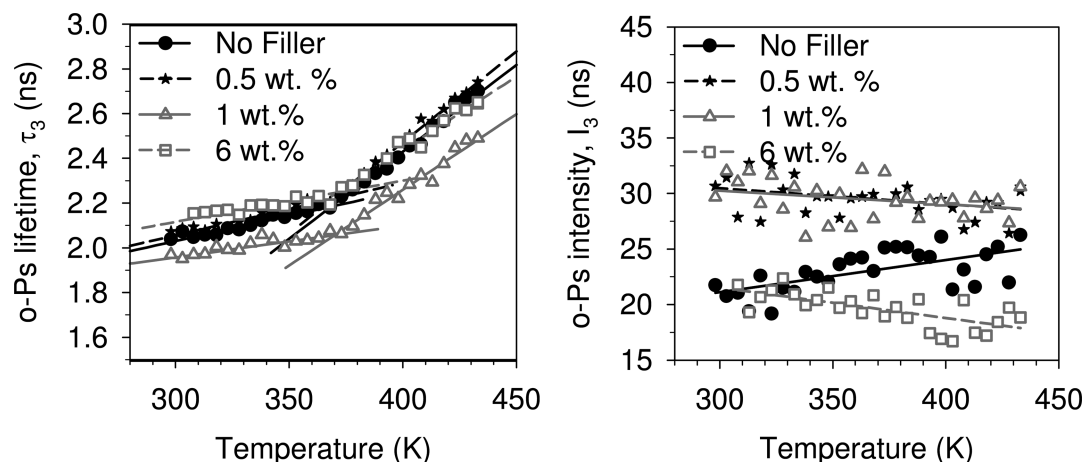 3.0
2.8
2.6
2.4
2.2
2.0
1.8
1.6
o-Ps lifetime, τ3 (ns)
No Filler
0.5 wt. %
1 wt.%
6 wt.%
300 350 400 450
Temperature (K)
45
40
35
30
25
20
15
o-Ps intensity, I3 (ns)
No Filler
0.5 wt. %
1 wt.%
6 wt.%
300 350 400 450
Temperature (K)